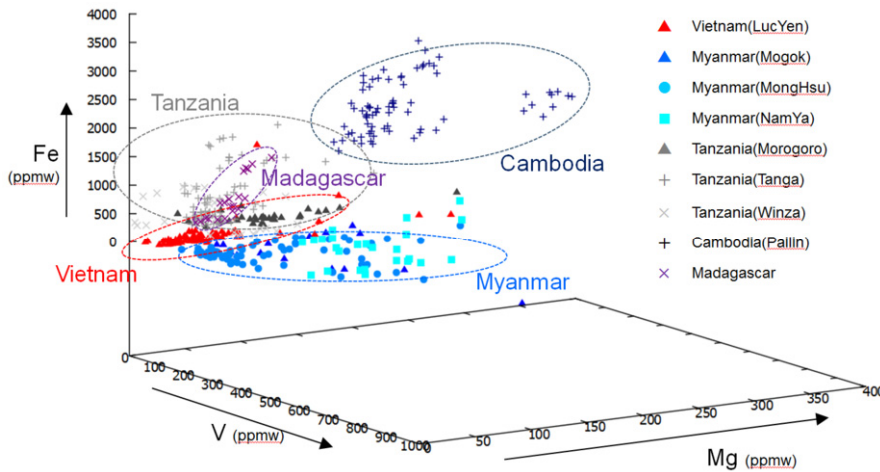 4000
3500
3000
2500
2000
1500
1000
500
0
Fe
(ppmw)
Tanzania
Madagascar
Cambodia
Vietnam
Myanmar
Vietnam(LucYen)
Myanmar(Mogok)
Myanmar(MongHsu)
Myanmar(NamYa)
Tanzania(Morogoro)
Tanzania(Tanga)
Tanzania(Winza)
Cambodia(Pailin)
Madagascar
0
100
200
300
400
500
600
700
800
900
1000
V (ppmw)
0
50
100
150
200
250
300
350
400
Mg (ppmw)